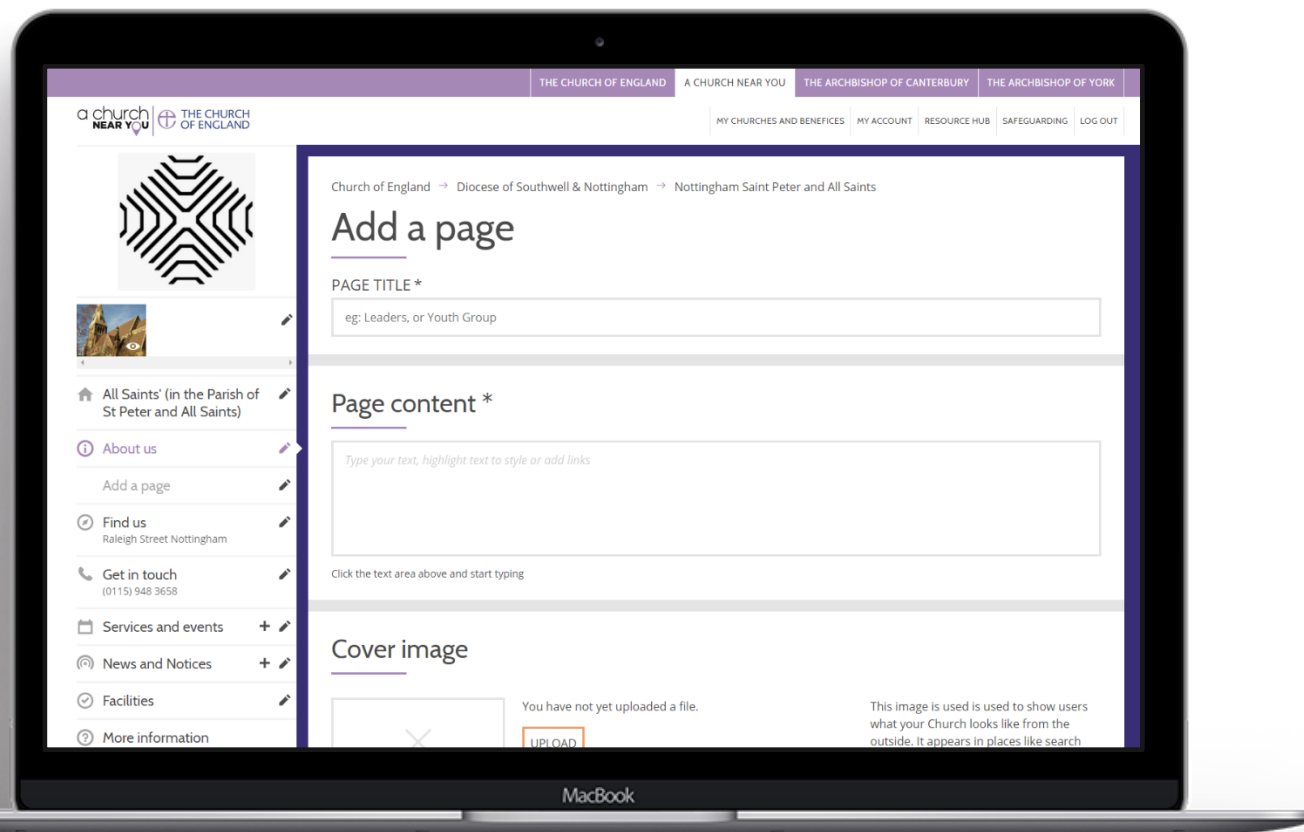 THE CHURCH OF ENGLAND
A CHURCH NEAR YOU
THE ARCHBISHOP OF CANTERBURY
THE ARCHBISHOP OF YORK
a church
NEAR YOU
THE CHURCH
OF ENGLAND
MY CHURCHES AND BENEFICES
MY ACCOUNT
RESOURCE HUB
SAFEGUARDING
LOG OUT
All Saints' (in the Parish of
St Peter and All Saints)
About us
Add a page
Find us
Raleigh Street Nottingham
Get in touch
(0115) 948 3658
Services and events
News and Notices
Facilities
More information
Church of England → Diocese of Southwell & Nottingham → Nottingham Saint Peter and All Saints
Add a page
PAGE TITLE *
eg: Leaders, or Youth Group
Page content *
Type your text, highlight text to style or add links
Click the text area above and start typing
Cover image
You have not yet uploaded a file.
UPLOAD
This image is used is used to show users
what your Church looks like from the
outside. It appears in places like search
MacBook